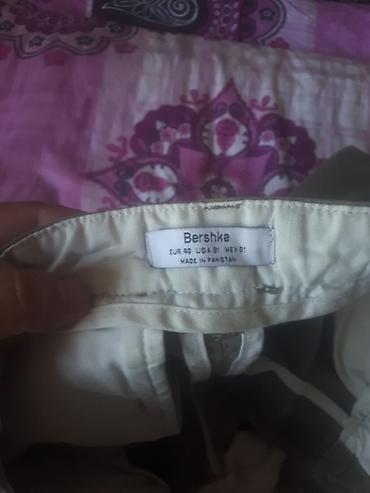 Bershka
EUR 40 USA 31 MEX 31
MADE IN PAKISTAN